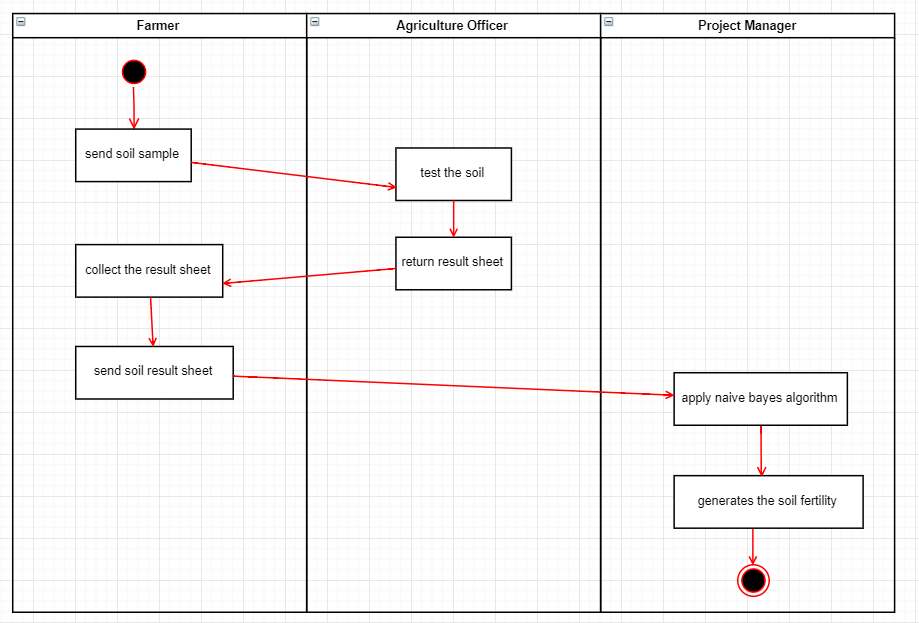 Farmer
Agriculture Officer
Project Manager
send soil sample
test the soil
return result sheet
collect the result sheet
send soil result sheet
apply naive bayes algorithm
generates the soil fertility